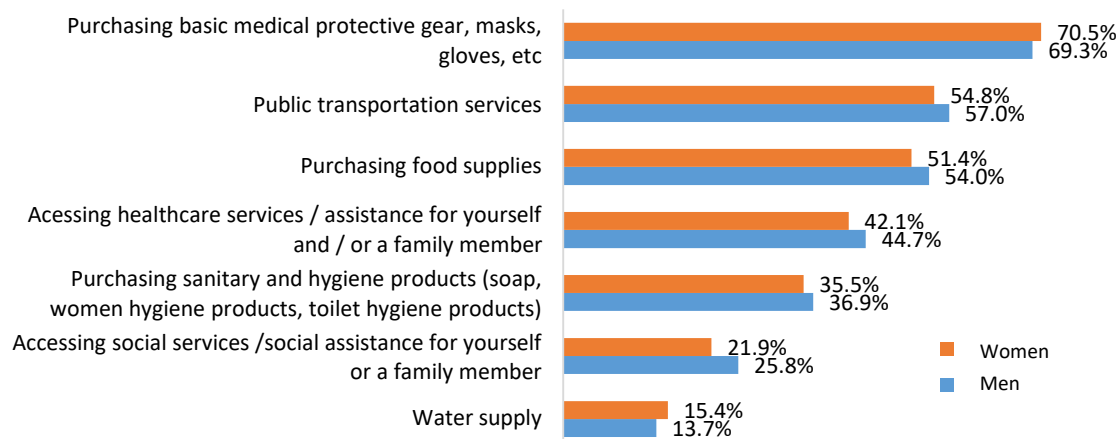 Purchasing basic medical protective gear, masks,
gloves, etc
70.5%
69.3%
Public transportation services
54.8%
57.0%
Purchasing food supplies
51.4%
54.0%
Acessing healthcare services / assistance for yourself
and / or a family member
42.1%
44.7%
Purchasing sanitary and hygiene products (soap,
women hygiene products, toilet hygiene products)
35.5%
36.9%
Accessing social services /social assistance for yourself
or a family member
21.9%
25.8%
Water supply
15.4%
13.7%
Women
Men